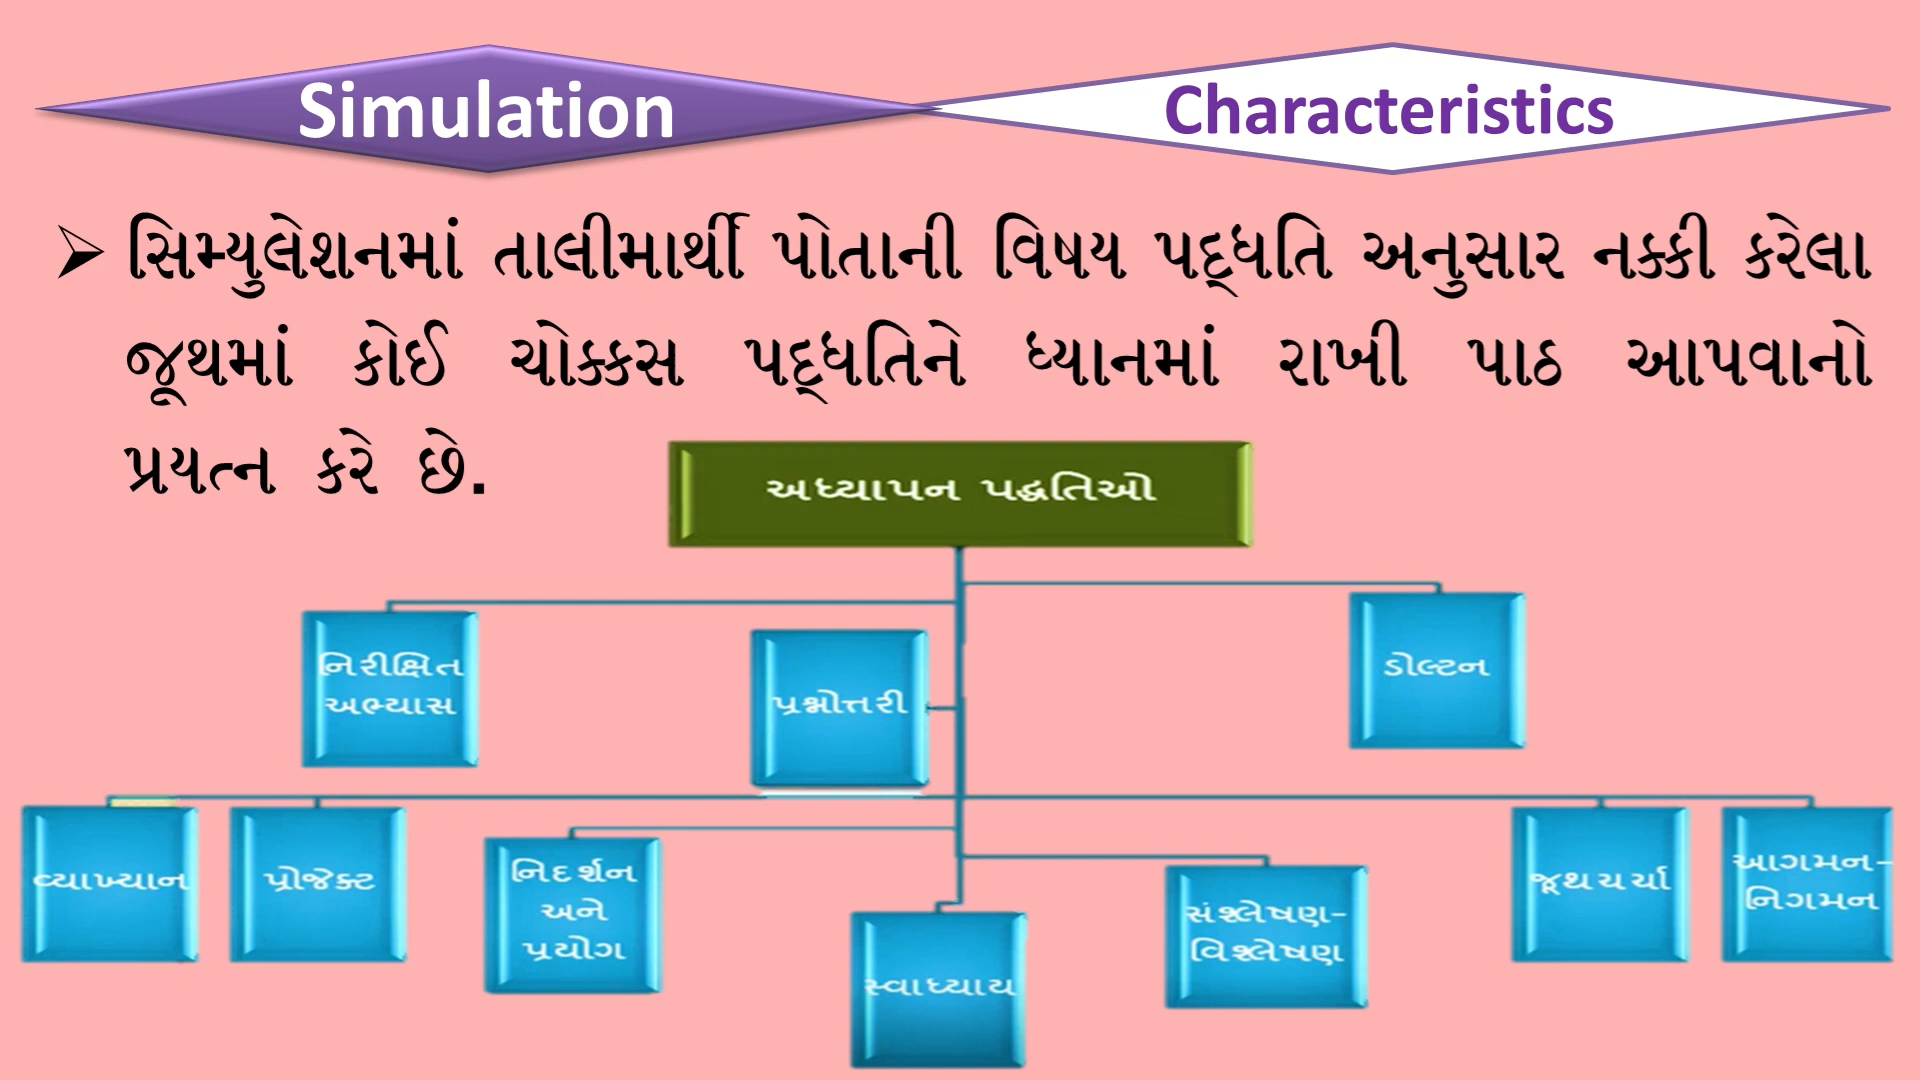 Simulation
Characteristics
➢ સિમ્યુલેશનમાં તાલીમાર્થી પોતાની વિષય પદ્ધતિ અનુસાર નક્કી કરેલા
જૂથમાં કોઈ ચોક્કસ પદ્ધતિને ધ્યાનમાં રાખી પાઠ આપવાનો
પ્રયત્ન કરે છે.
અધ્યાપન પદ્ધતિઓ
નિરીક્ષિત
અભ્યાસ
પ્રશ્નોત્તરી
ડોલ્ટન
વ્યાખ્યાન
પ્રોજેક્ટ
નિદર્શન
અને
પ્રયોગ
સ્વાધ્યાય
સંશ્લેષણ-
વિશ્લેષણ
જૂથચર્ચા
આગમન-
નિગમન